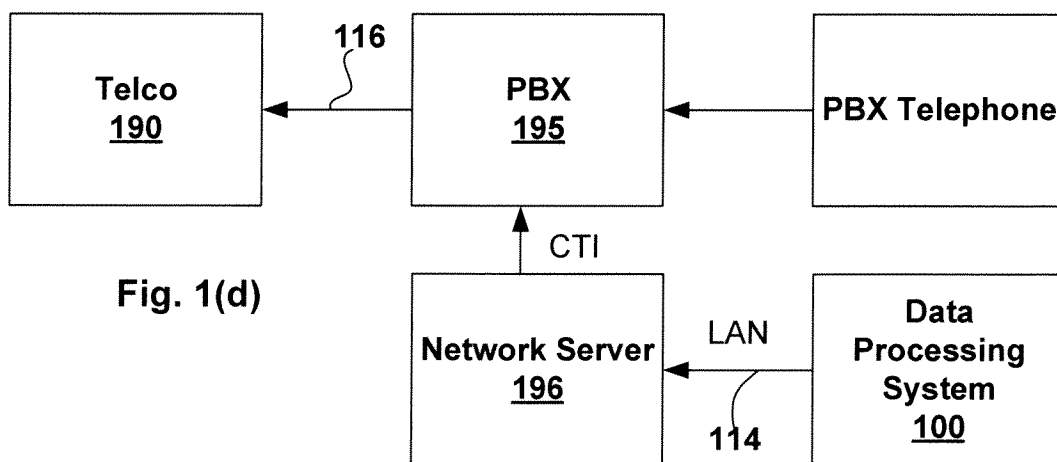 116
Telco
190
PBX
195
PBX Telephone
CTI
Fig. 1(d)
Network Server
196
LAN
114
Data
Processing
System
100